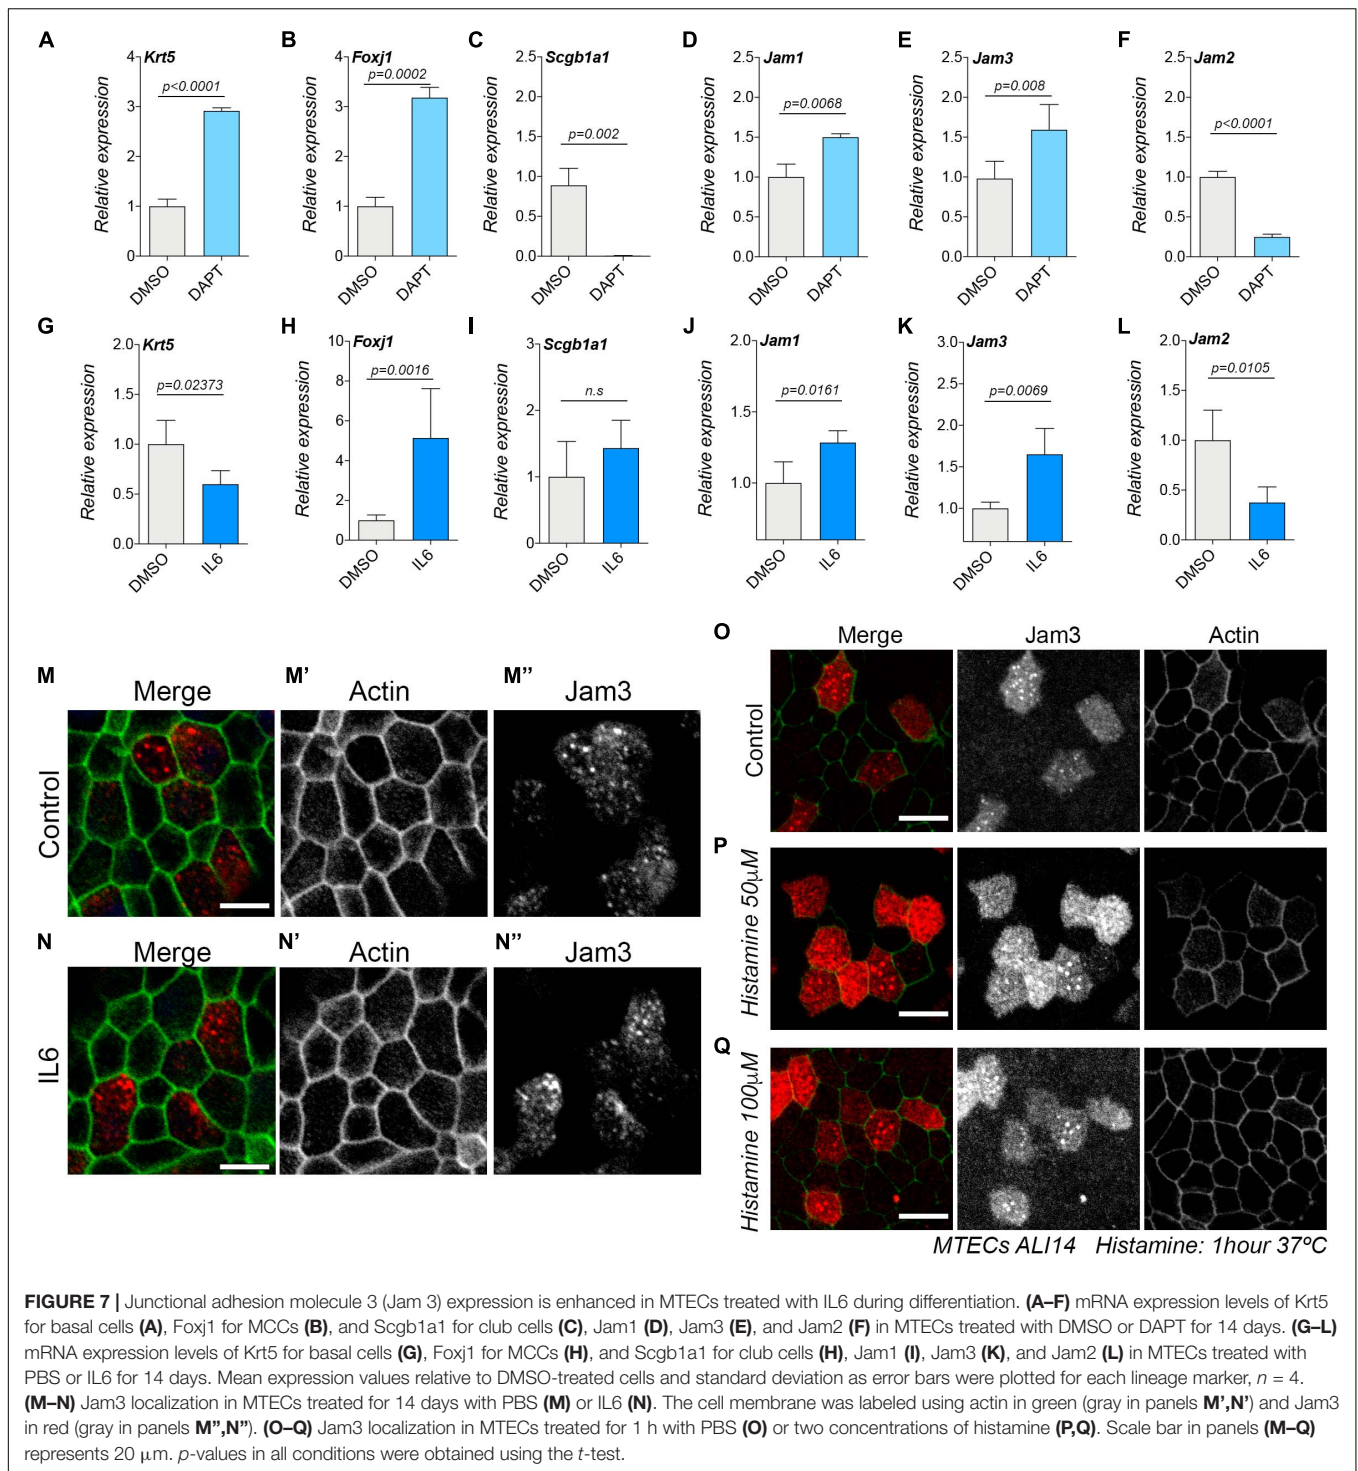 A
Krt5
Relative expression
4
3
2
1
0
p<0.0001
DMSO
DAPT
B
Foxj1
Relative expression
4
3
2
1
0
p=0.0002
DMSO
DAPT
C
Scgb1a1
Relative expression
2.5
2.0
1.5
1.0
0.5
0.0
p=0.002
DMSO
DAPT
D
Jam1
Relative expression
2.5
2.0
1.5
1.0
0.5
0.0
p=0.0068
DMSO
DAPT
E
Jam3
Relative expression
2.5
2.0
1.5
1.0
0.5
0.0
p=0.008
DMSO
DAPT
F
Jam2
Relative expression
2.5
2.0
1.5
1.0
0.5
0.0
p<0.0001
DMSO
DAPT
G
Krt5
Relative expression
2.0
1.5
1.0
0.5
0.0
p=0.02373
DMSO
IL6
H
Foxj1
Relative expression
10
8
6
4
2
0
p=0.0016
DMSO
IL6
I
Scgb1a1
Relative expression
3
2
1
0
n.s
DMSO
IL6
J
Jam1
Relative expression
2.0
1.5
1.0
p=0.0161
DMSO
IL6
K
Jam3
Relative expression
3.0
2.5
2.0
1.5
1.0
p=0.0069
DMSO
IL6
L
Jam2
Relative expression
2.0
1.5
1.0
0.5
0.0
p=0.0105
DMSO
IL6
M
Merge
M'
Actin
M''
Jam3
Control
N
Merge
N'
Actin
N''
Jam3
IL6
O
Merge
Jam3
Actin
Control
P
Histamine 50µM
Q
Histamine 100µM
MTECs ALI14 Histamine: 1hour 37ºC
FIGURE 7 | Junctional adhesion molecule 3 (Jam 3) expression is enhanced in MTECs treated with IL6 during differentiation. (A–F) mRNA expression levels of Krt5
for basal cells (A), Foxj1 for MCCs (B), and Scgb1a1 for club cells (C), Jam1 (D), Jam3 (E), and Jam2 (F) in MTECs treated with DMSO or DAPT for 14 days. (G–L)
mRNA expression levels of Krt5 for basal cells (G), Foxj1 for MCCs (H), and Scgb1a1 for club cells (H), Jam1 (I), Jam3 (K), and Jam2 (L) in MTECs treated with
PBS or IL6 for 14 days. Mean expression values relative to DMSO-treated cells and standard deviation as error bars were plotted for each lineage marker, n = 4.
(M–N) Jam3 localization in MTECs treated for 14 days with PBS (M) or IL6 (N). The cell membrane was labeled using actin in green (gray in panels M',N') and Jam3
in red (gray in panels M'',N''). (O–Q) Jam3 localization in MTECs treated for 1 h with PBS (O) or two concentrations of histamine (P,Q). Scale bar in panels (M–Q)
represents 20 µm. p-values in all conditions were obtained using the t-test.